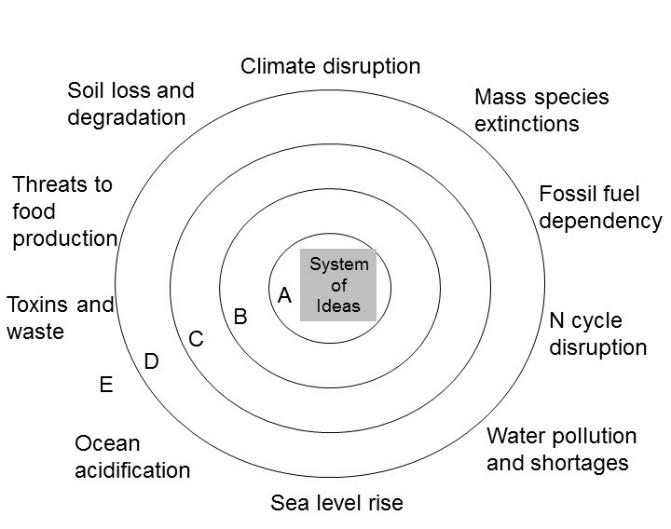 Climate disruption
Soil loss and
degradation
Mass species
extinctions
Threats to
food
production
Fossil fuel
dependency
System
of
Ideas
A
B
C
D
E
Toxins and
waste
N cycle
disruption
Ocean
acidification
Water pollution
and shortages
Sea level rise